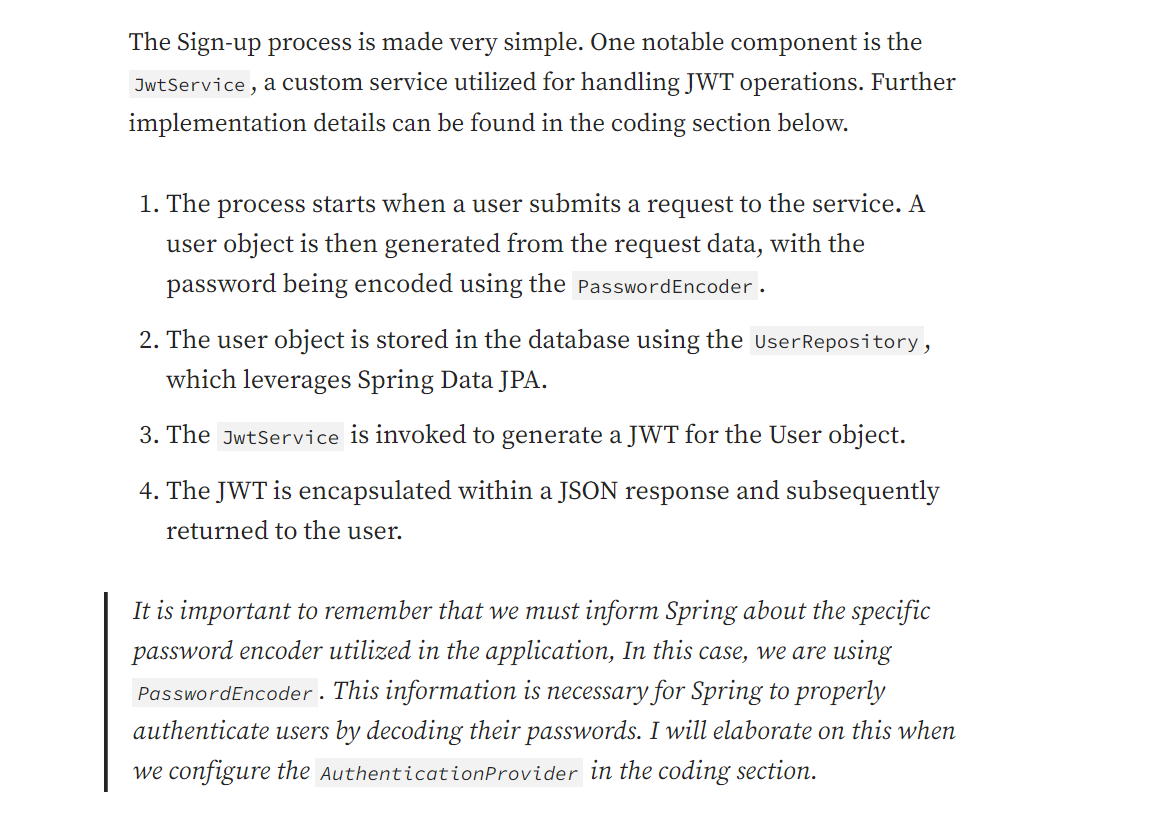 The Sign-up process is made very simple. One notable component is the
JwtService, a custom service utilized for handling JWT operations. Further
implementation details can be found in the coding section below.
1. The process starts when a user submits a request to the service. A
user object is then generated from the request data, with the
password being encoded using the PasswordEncoder.
2. The user object is stored in the database using the UserRepository,
which leverages Spring Data JPA.
3. The JwtService is invoked to generate a JWT for the User object.
4. The JWT is encapsulated within a JSON response and subsequently
returned to the user.
It is important to remember that we must inform Spring about the specific
password encoder utilized in the application, In this case, we are using
PasswordEncoder. This information is necessary for Spring to properly
authenticate users by decoding their passwords. I will elaborate on this when
we configure the AuthenticationProvider in the coding section.